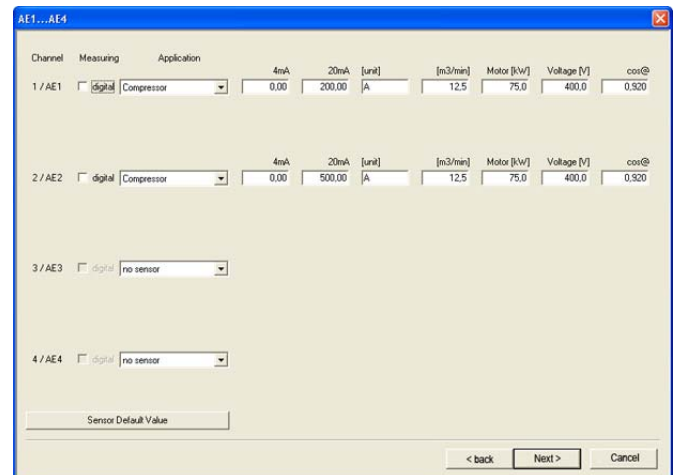 AE1...AE4
Channel Measuring Application
4mA 20mA [unit] [m3/min] Motor [kW] Voltage [V] cos@
1 / AE1 digital Compressor 0,00 200,00 A 12,5 75,0 400,0 0,920
4mA 20mA [unit] [m3/min] Motor [kW] Voltage [V] cos@
2 / AE2 digital Compressor 0,00 500,00 A 12,5 75,0 400,0 0,920
3 / AE3 digital no sensor
4 / AE4 digital no sensor
Sensor Default Value
< back Next > Cancel